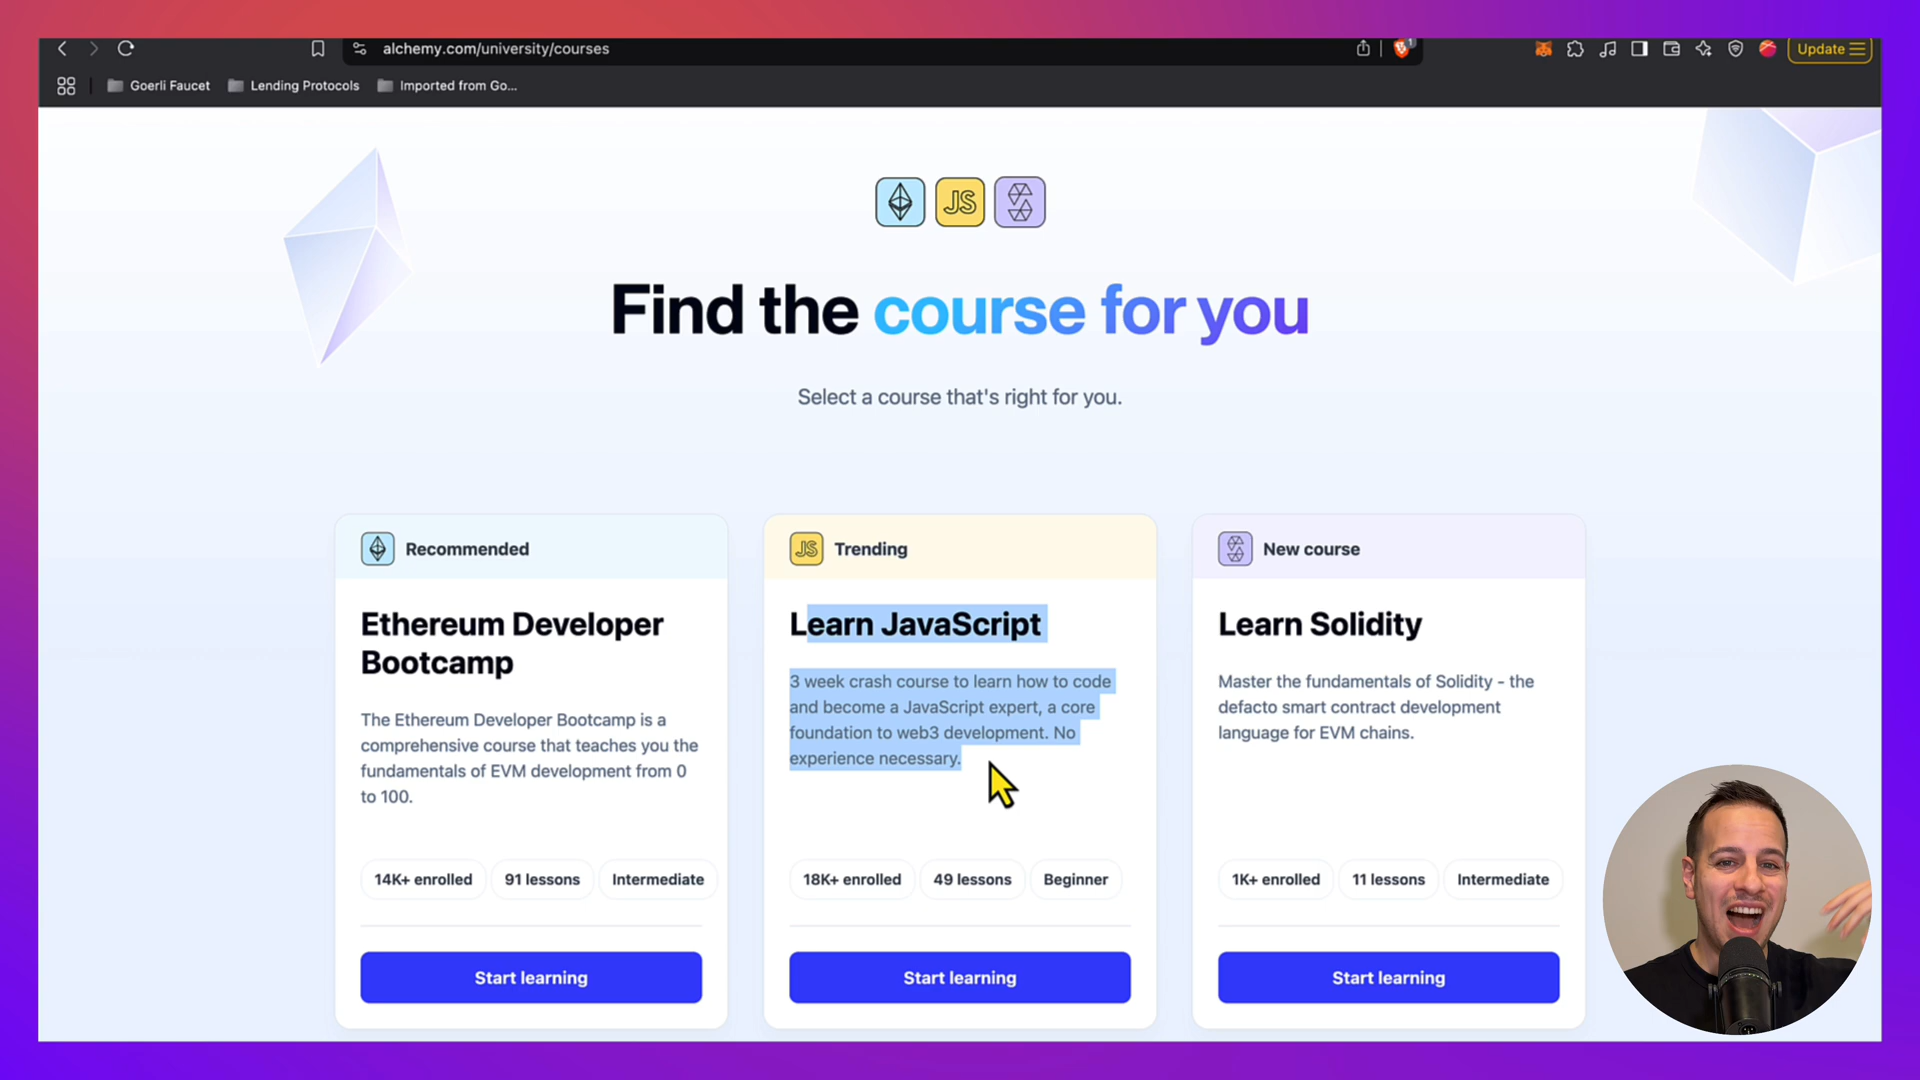 alchemy.com/university/courses
1
Update
Goerli Faucet
Lending Protocols
Imported from Go...
JS
Find the course for you
Select a course that's right for you.
Recommended
Ethereum Developer
Bootcamp
The Ethereum Developer Bootcamp is a
comprehensive course that teaches you the
fundamentals of EVM development from 0
to 100.
14K+ enrolled
91 lessons
Intermediate
Start learning
JS
Trending
Learn JavaScript
3 week crash course to learn how to code
and become a JavaScript expert, a core
foundation to web3 development. No
experience necessary.
18K+ enrolled
49 lessons
Beginner
Start learning
New course
Learn Solidity
Master the fundamentals of Solidity - the
defacto smart contract development
language for EVM chains.
1K+ enrolled
11 lessons
Intermediate
Start learning